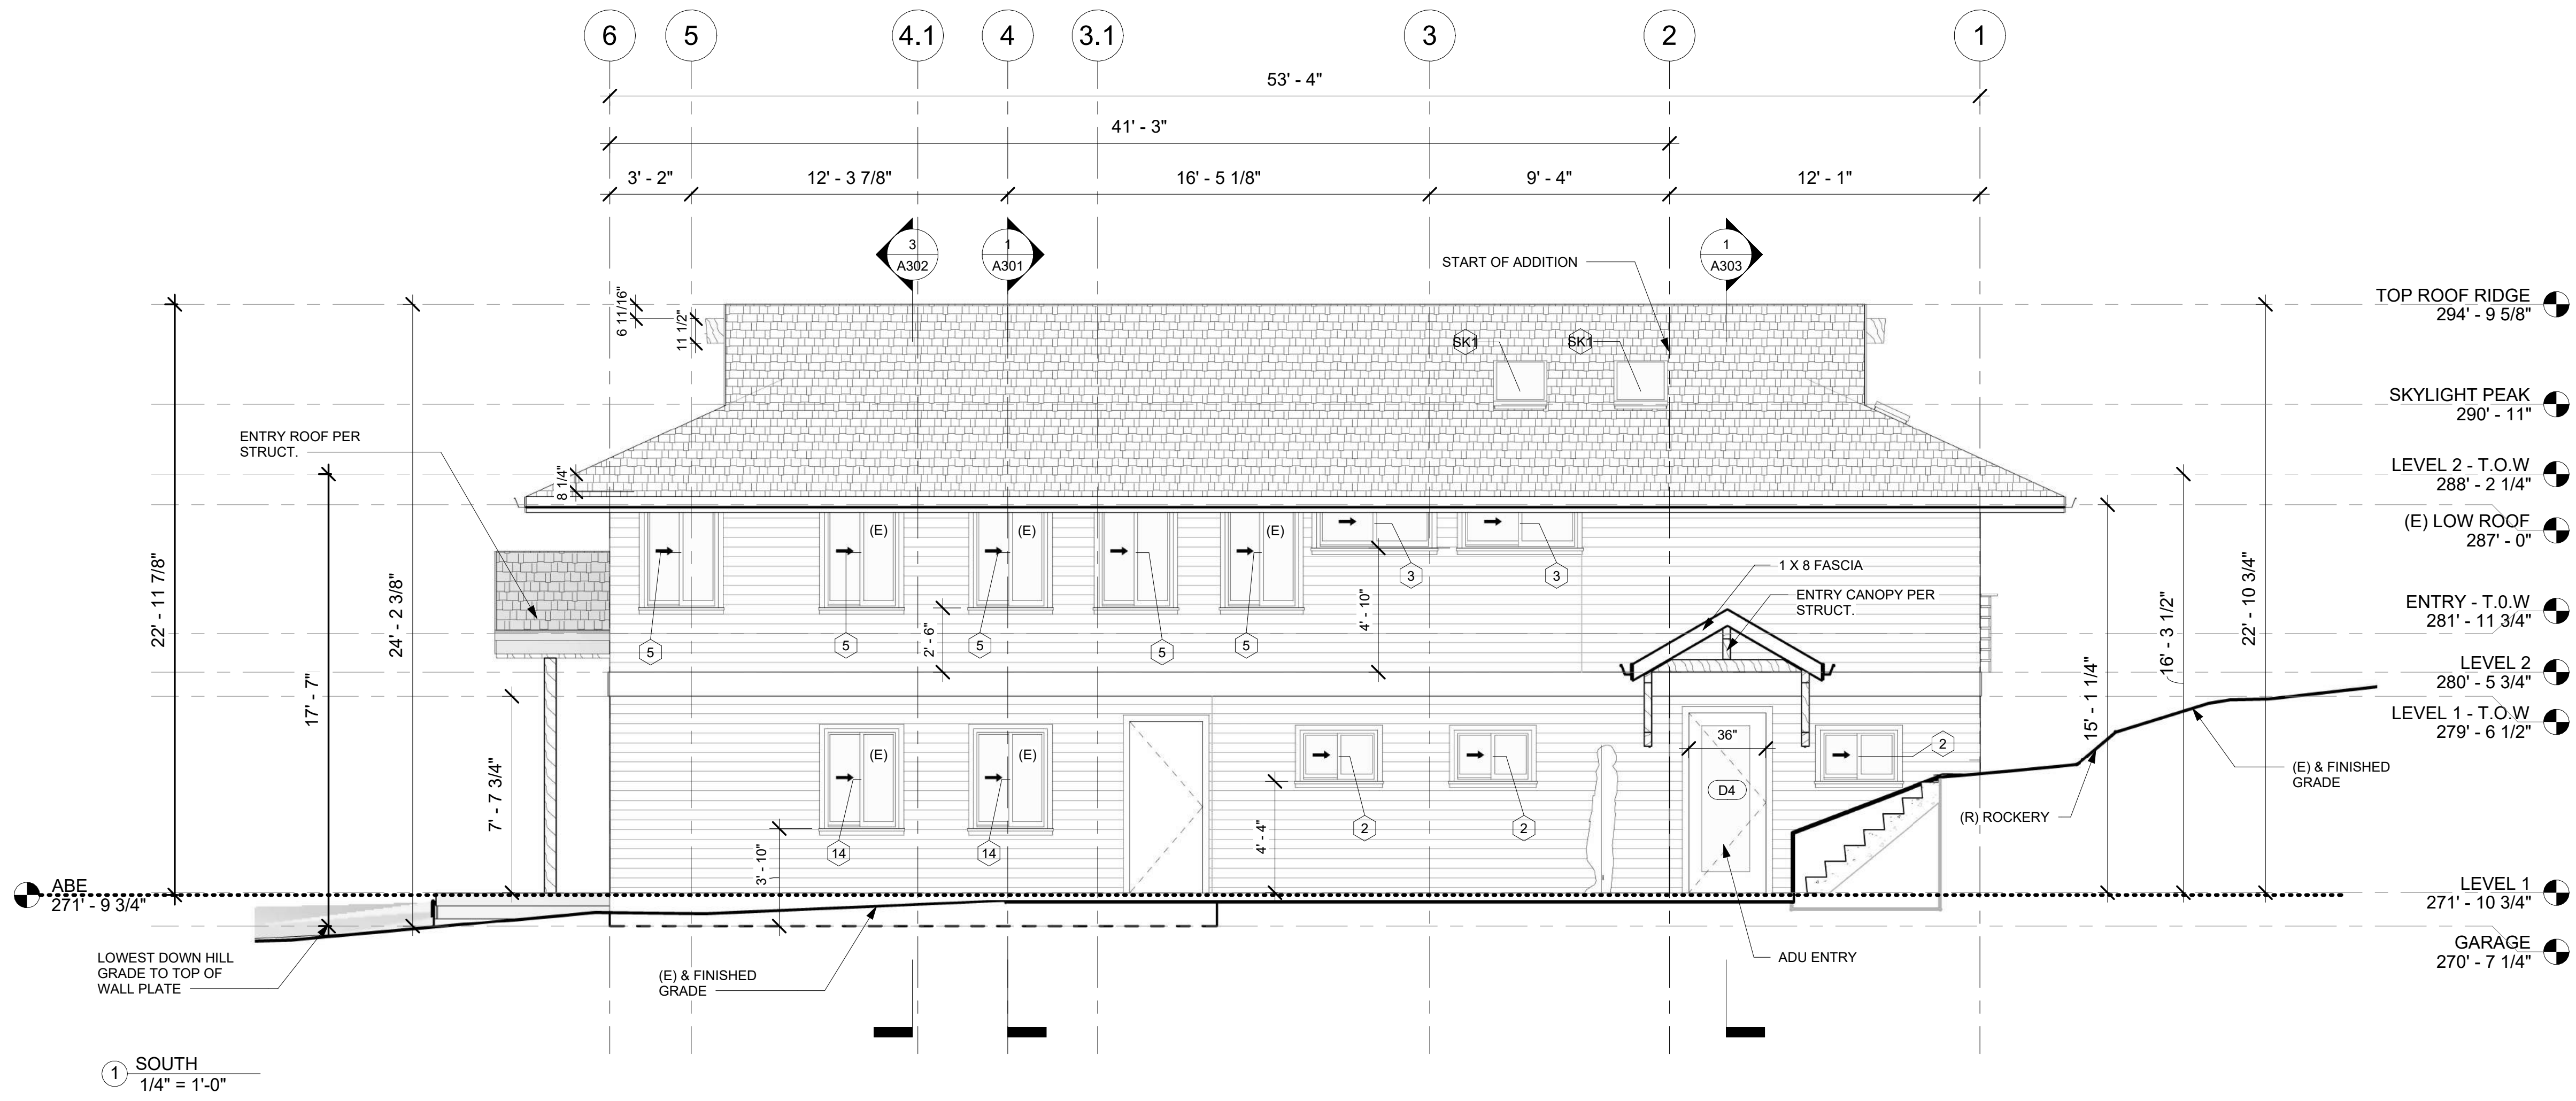 6
5
4.1
4
3.1
3
2
1
53' - 4"
41' - 3"
3' - 2"
12' - 3 7/8"
16' - 5 1/8"
9' - 4"
12' - 1"
3
A302
1
A301
1
A303
START OF ADDITION
6 11/16"
11 1/2"
SK1
SK1
TOP ROOF RIDGE
294' - 9 5/8"
SKYLIGHT PEAK
290' - 11"
ENTRY ROOF PER
STRUCT.
8 1/4"
LEVEL 2 - T.O.W
288' - 2 1/4"
(E) LOW ROOF
287' - 0"
(E)
(E)
(E)
3
3
5
5
5
5
5
2' - 6"
4' - 10"
1 X 8 FASCIA
ENTRY CANOPY PER
STRUCT.
ENTRY - T.0.W
281' - 11 3/4"
LEVEL 2
280' - 5 3/4"
LEVEL 1 - T.O.W
279' - 6 1/2"
22' - 11 7/8"
24' - 2 3/8"
17' - 7"
7' - 7 3/4"
22' - 10 3/4"
16' - 3 1/2"
15' - 1 1/4"
(E)
(E)
36"
2
D4
14
14
2
2
3' - 10"
4' - 4"
(E) & FINISHED
GRADE
(R) ROCKERY
ABE
271' - 9 3/4"
LEVEL 1
271' - 10 3/4"
GARAGE
270' - 7 1/4"
LOWEST DOWN HILL
GRADE TO TOP OF
WALL PLATE
(E) & FINISHED
GRADE
ADU ENTRY
1
SOUTH
1/4" = 1'-0"